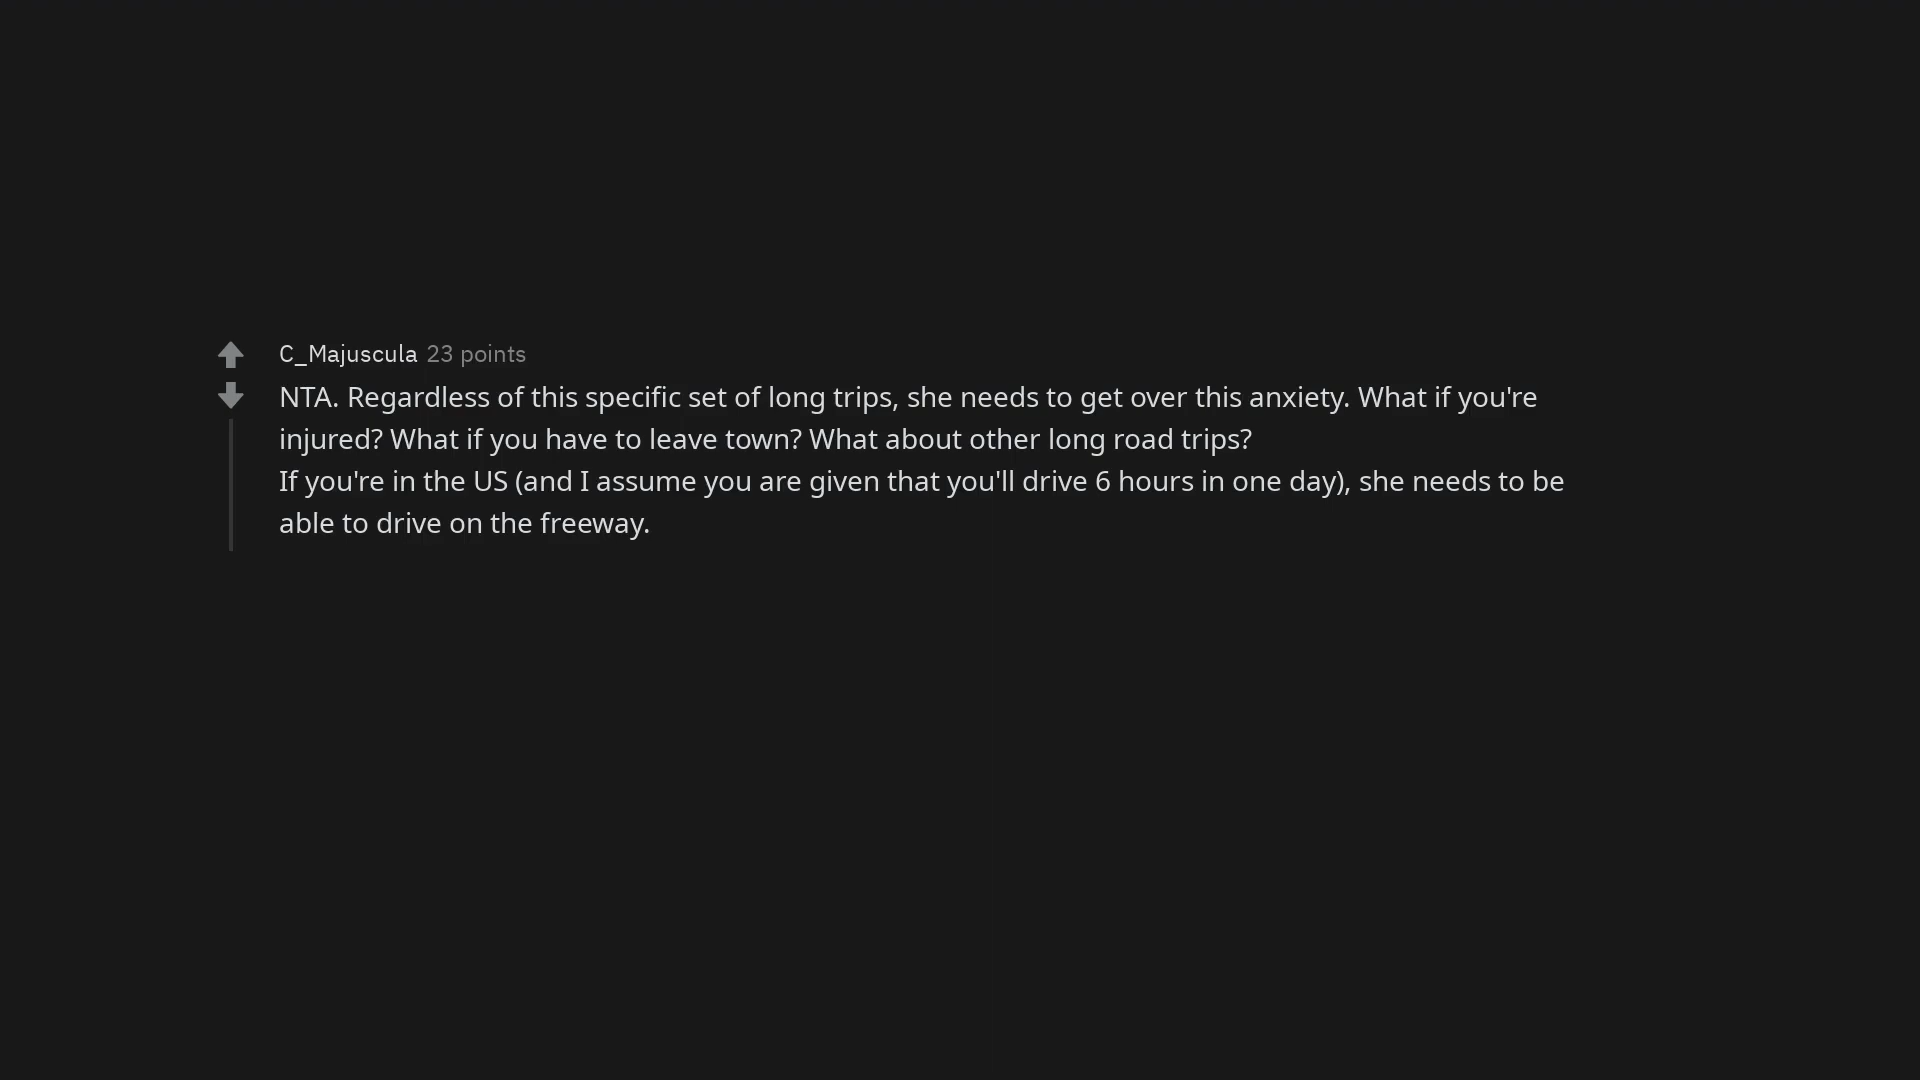 C_Majuscula 23 points
NTA. Regardless of this specific set of long trips, she needs to get over this anxiety. What if you're
injured? What if you have to leave town? What about other long road trips?
If you're in the US (and I assume you are given that you'll drive 6 hours in one day), she needs to be
able to drive on the freeway.